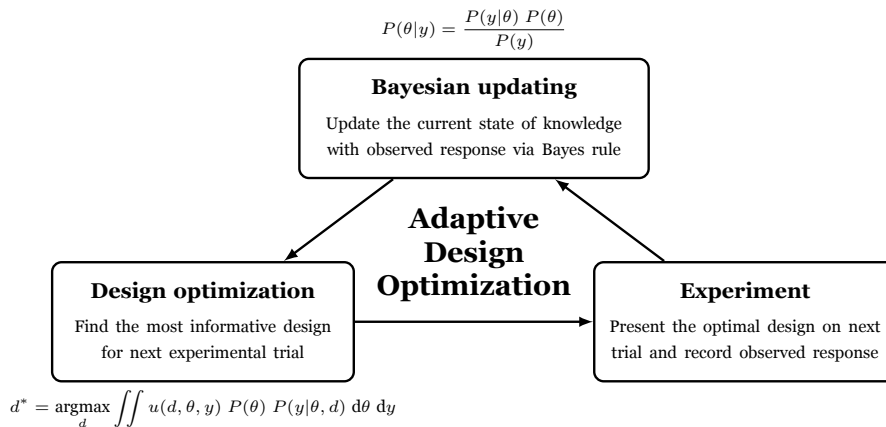 P(θ|y) = P(y|θ) P(θ) / P(y)
Bayesian updating
Update the current state of knowledge
with observed response via Bayes rule
Adaptive
Design
Optimization
Design optimization
Find the most informative design
for next experimental trial
Experiment
Present the optimal design on next
trial and record observed response
d* = argmax_d ∬ u(d, θ, y) P(θ) P(y|θ, d) dθ dy